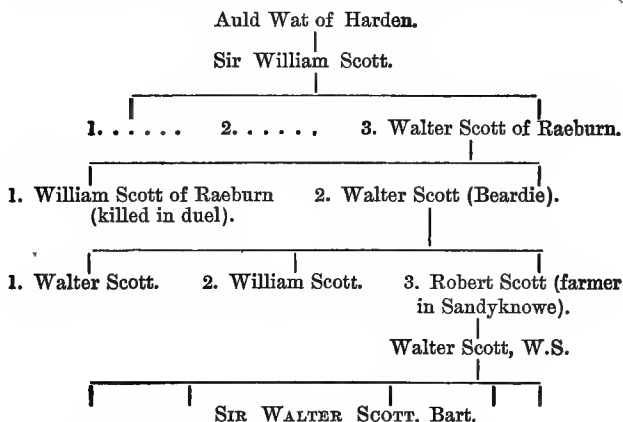 Auld Wat of Harden.
Sir William Scott.
1. . . . . . . 2. . . . . . 3. Walter Scott of Raeburn.
1. William Scott of Raeburn 2. Walter Scott (Beardie).
(killed in duel).
1. Walter Scott. 2. William Scott. 3. Robert Scott (farmer
in Sandyknowe).
Walter Scott, W.S.
SIR WALTER SCOTT, Bart.